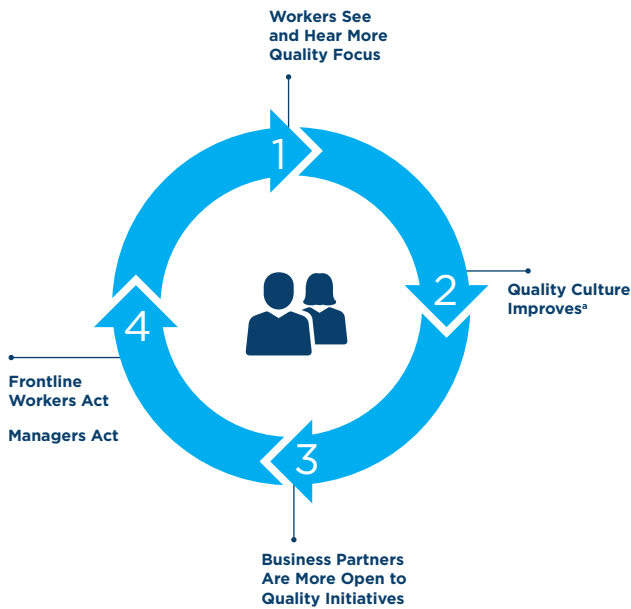 Workers See
and Hear More
Quality Focus
1
2
Quality Culture
Improvesᵃ
3
Business Partners
Are More Open to
Quality Initiatives
4
Frontline
Workers Act
Managers Act